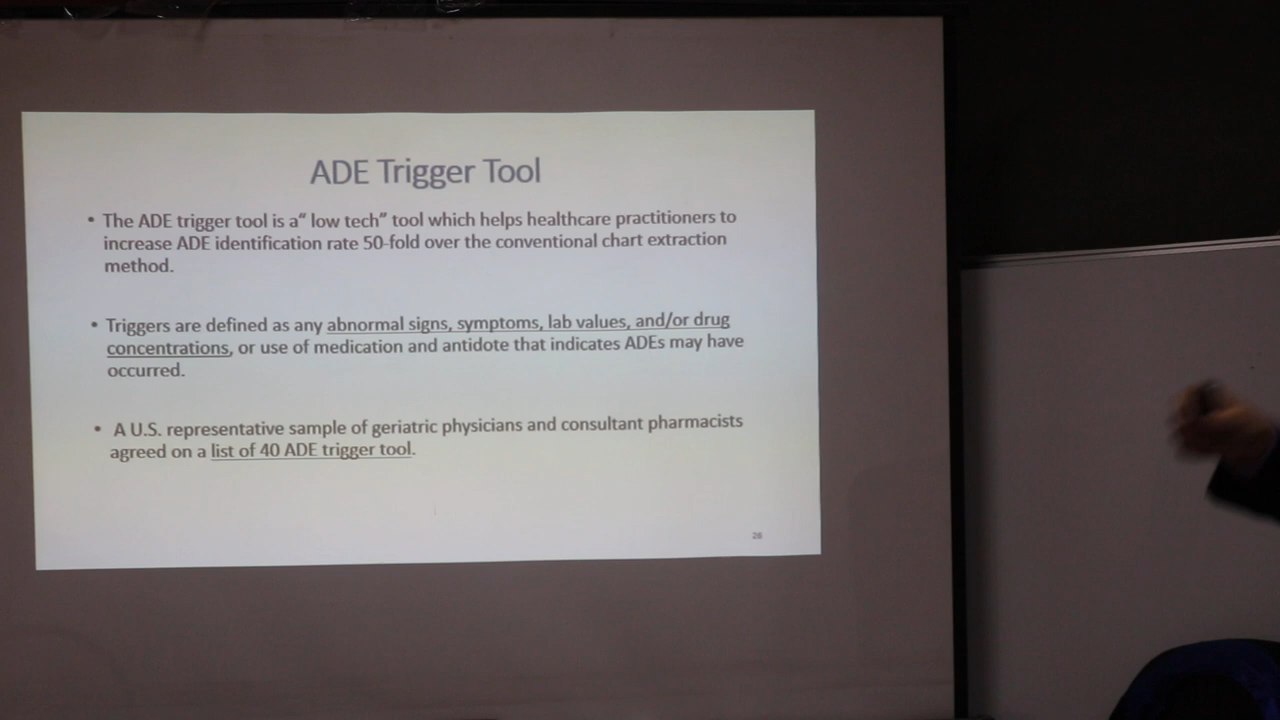 ADE Trigger Tool
• The ADE trigger tool is a“ low tech” tool which helps healthcare practitioners to
increase ADE identification rate 50-fold over the conventional chart extraction
method.
• Triggers are defined as any abnormal signs, symptoms, lab values, and/or drug
concentrations, or use of medication and antidote that indicates ADEs may have
occurred.
• A U.S. representative sample of geriatric physicians and consultant pharmacists
agreed on a list of 40 ADE trigger tool.
26